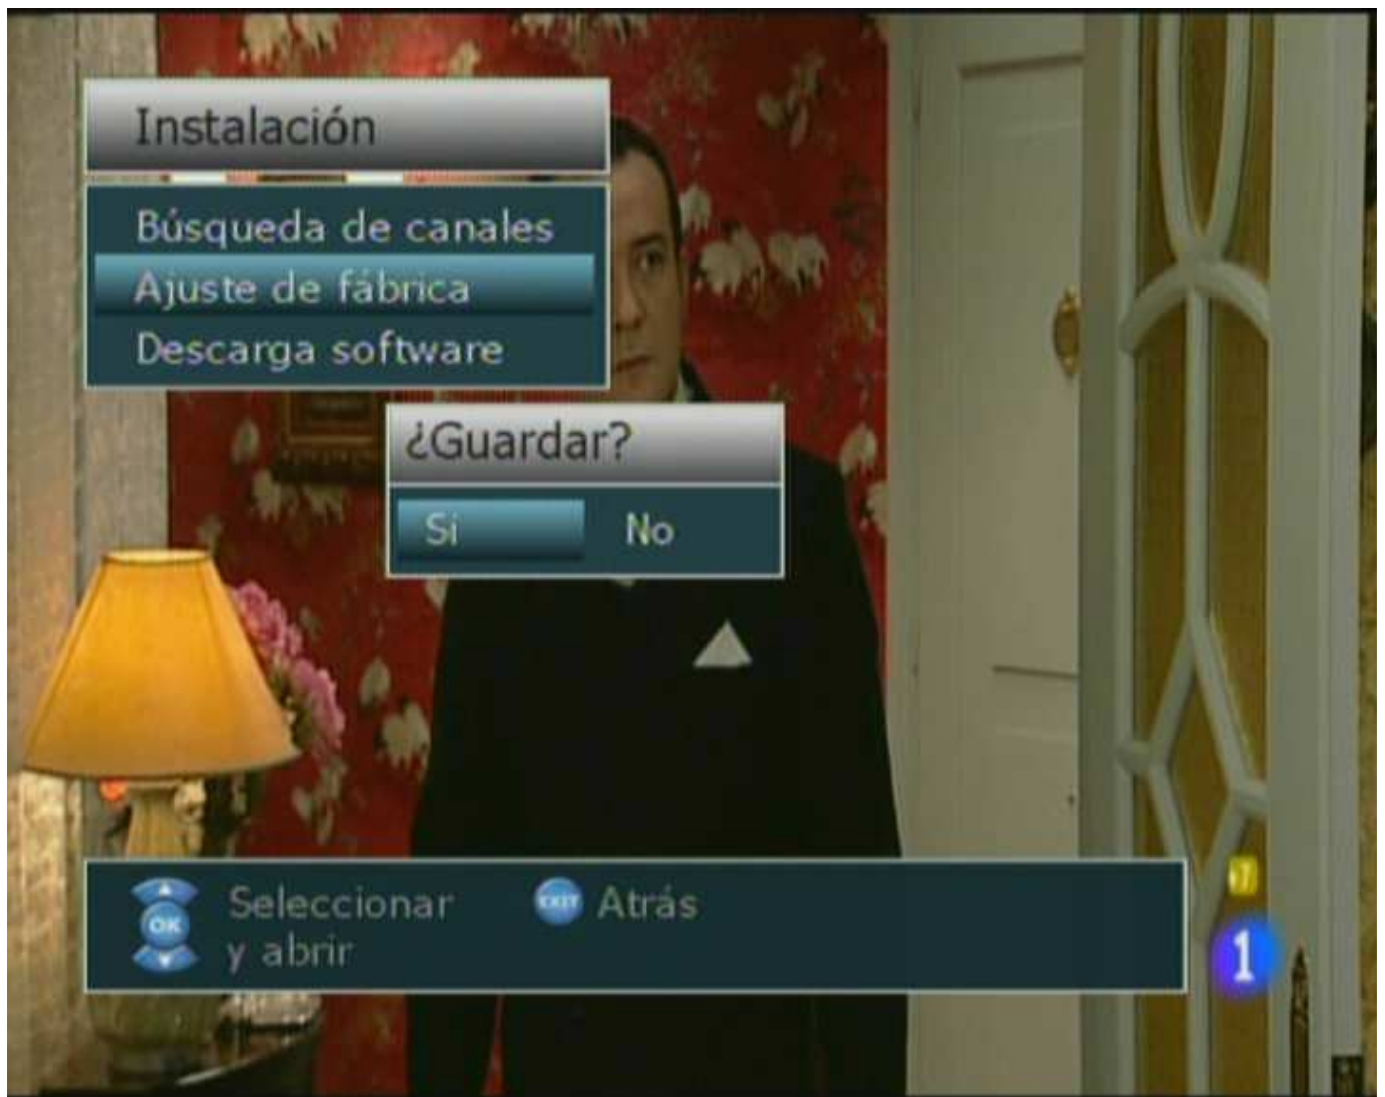 Instalación
Búsqueda de canales
Ajuste de fábrica
Descarga software
¿Guardar?
Si No
OK Seleccionar
y abrir
EXIT Atrás
1